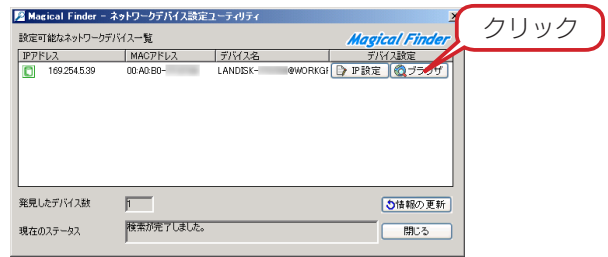 Magical Finder - ネットワークデバイス設定ユーティリティ
クリック
設定可能なネットワークデバイス一覧
Magical Finder
IPアドレス MACアドレス デバイス名 デバイス設定
169.254.5.39 00:A0:B0- LANDISK- @WORKGR IP設定 ブラウザ
発見したデバイス数 1 情報の更新
現在のステータス 検索が完了しました。 閉じる